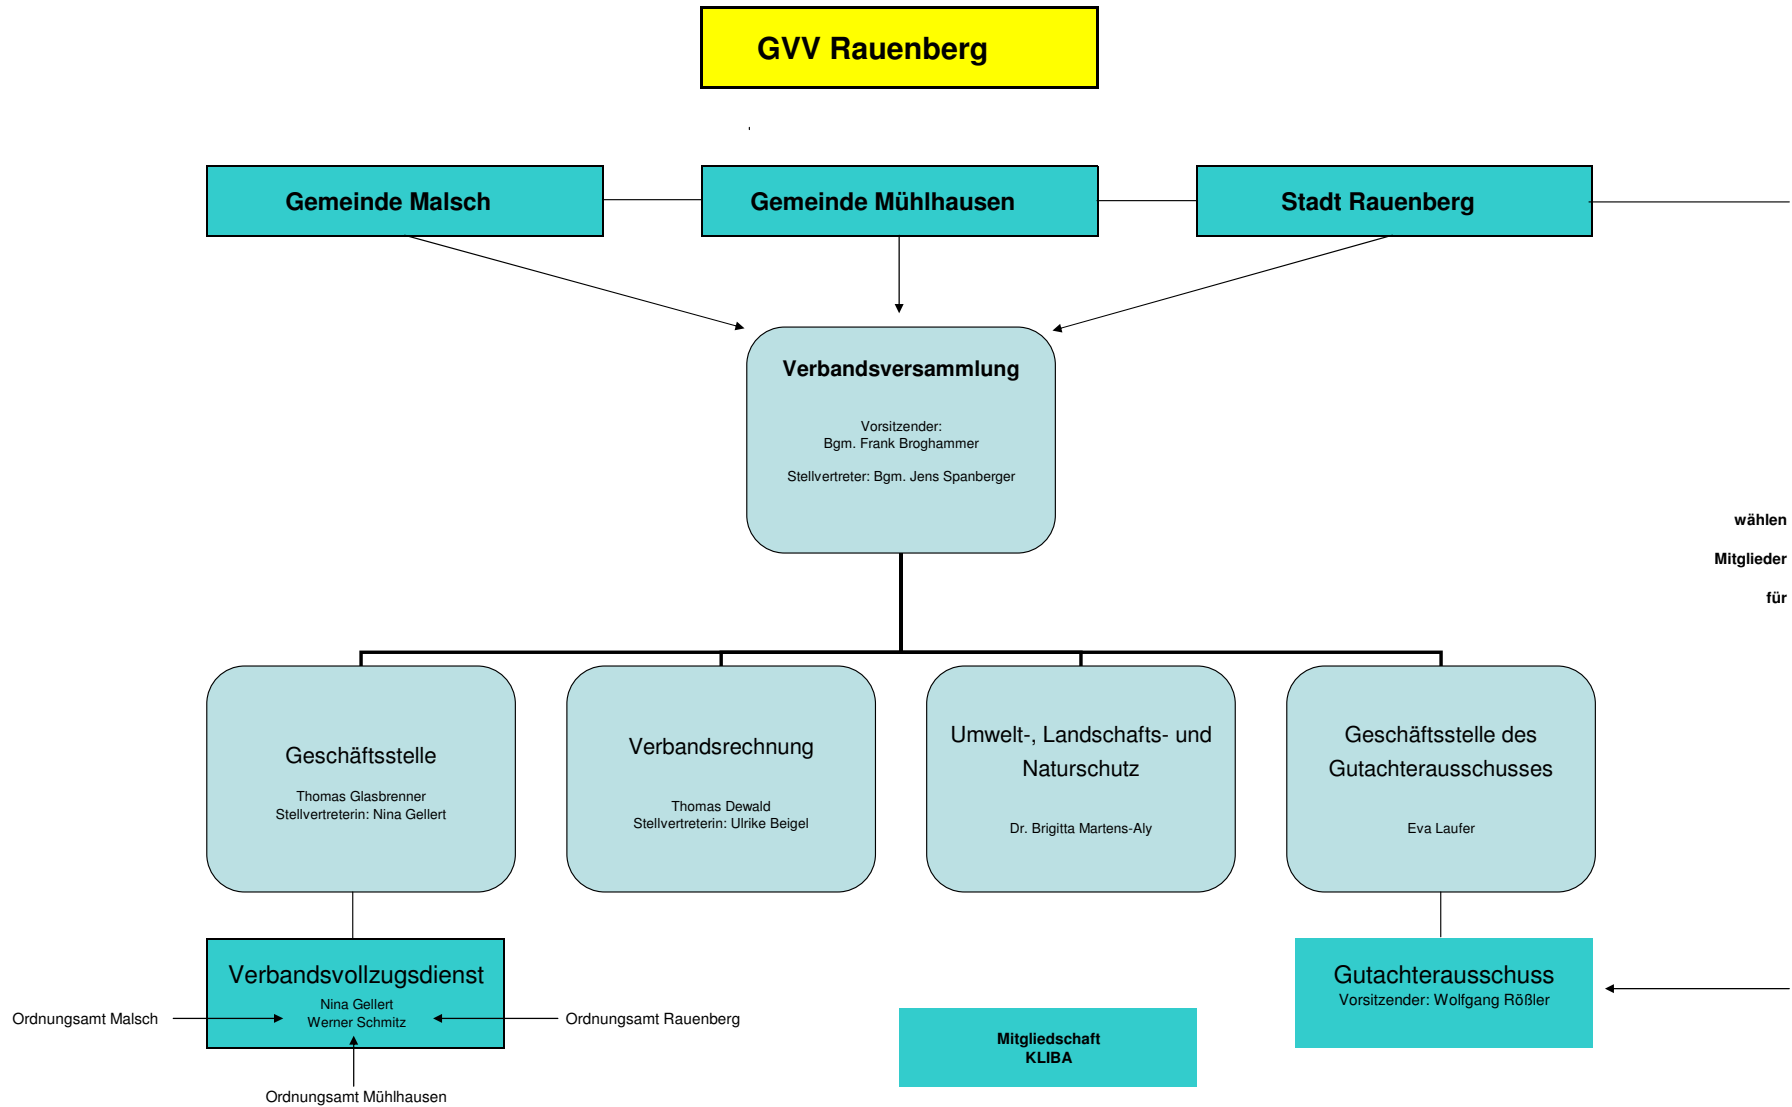 GVV Rauenberg
Gemeinde Malsch
Gemeinde Mühlhausen
Stadt Rauenberg
Verbandsversammlung
Vorsitzender:
Bgm. Frank Broghammer
Stellvertreter: Bgm. Jens Spanberger
wählen
Mitglieder
für
Geschäftsstelle
Thomas Glasbrenner
Stellvertreterin: Nina Gellert
Verbandsrechnung
Thomas Dewald
Stellvertreterin: Ulrike Beigel
Umwelt-, Landschafts- und
Naturschutz
Dr. Brigitta Martens-Aly
Geschäftsstelle des
Gutachterausschusses
Eva Laufer
Verbandsvollzugsdienst
Nina Gellert
Werner Schmitz
Ordnungsamt Malsch
Ordnungsamt Rauenberg
Ordnungsamt Mühlhausen
Mitgliedschaft
KLIBA
Gutachterausschuss
Vorsitzender: Wolfgang Rößler